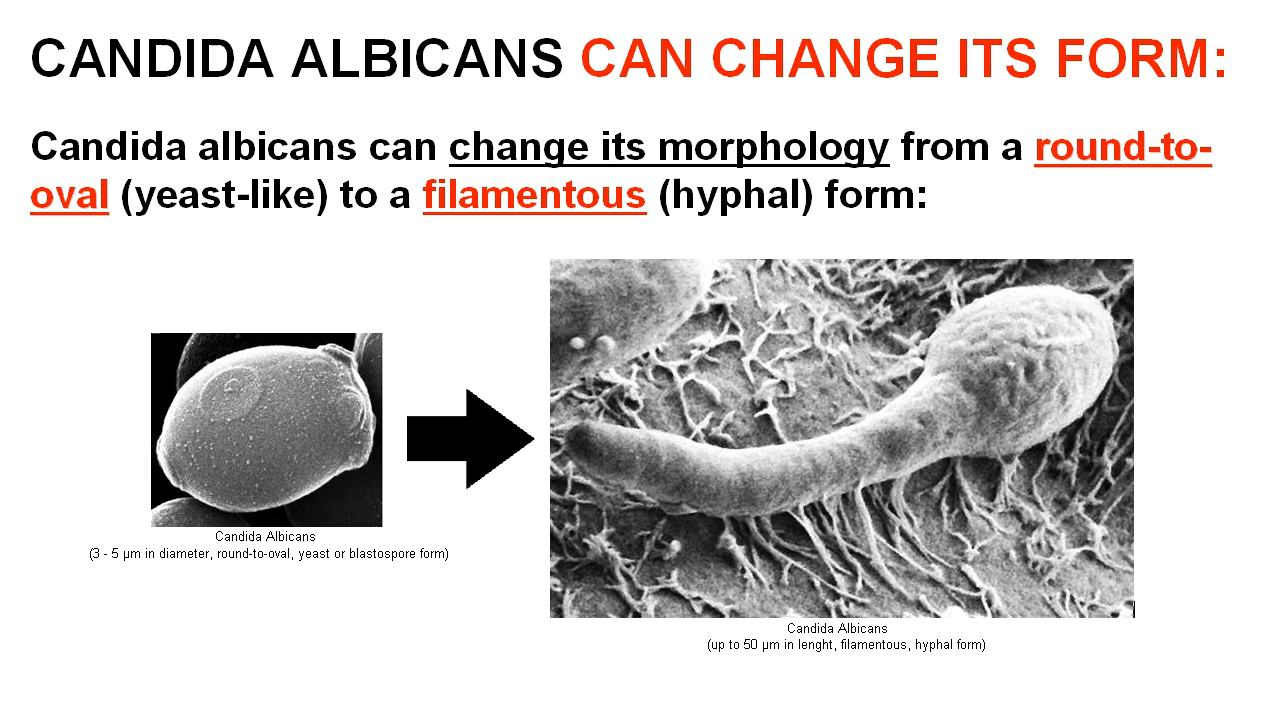 CANDIDA ALBICANS CAN CHANGE ITS FORM:
Candida albicans can change its morphology from a round-to-
oval (yeast-like) to a filamentous (hyphal) form:
Candida Albicans
(3 - 5 µm in diameter, round-to-oval, yeast or blastospore form)
Candida Albicans
(up to 50 µm in lenght, filamentous, hyphal form)